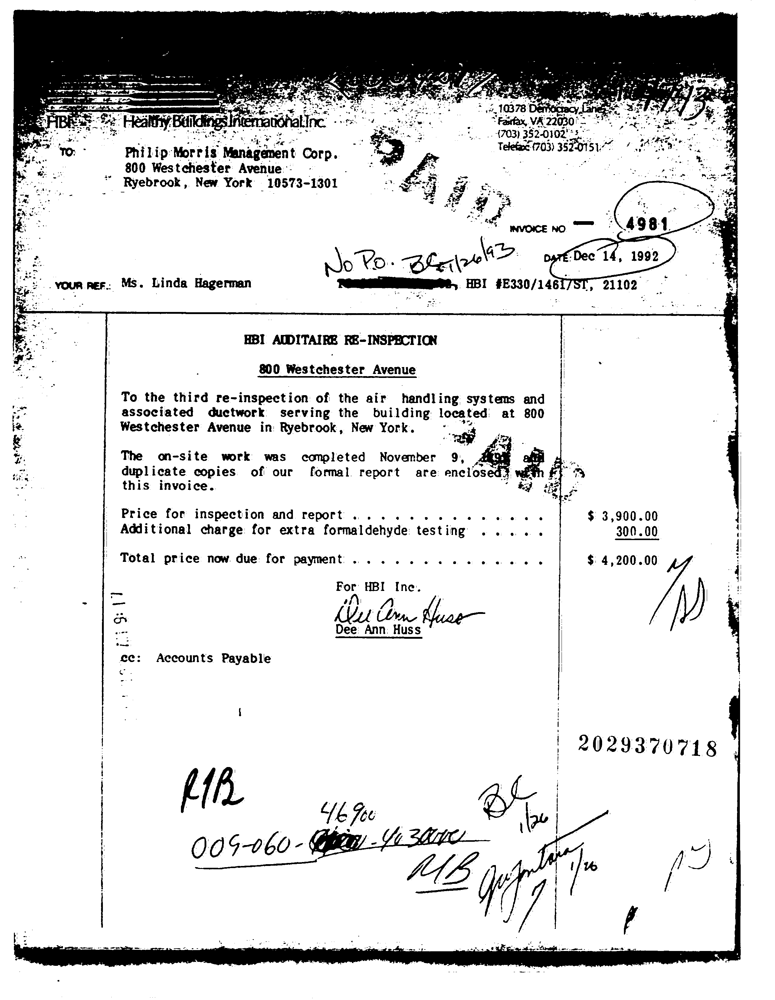 HBI Healthy Buildings International, Inc.
10378 Democracy Lane
Fairfax, VA 22030
(703) 352-0102
Telefax: (703) 352-0151
TO: Philip Morris Management Corp.
800 Westchester Avenue
Ryebrook, New York 10573-1301
PAID
INVOICE NO — 4981
No P.O. BC 1/26/93
DATE: Dec 14, 1992
YOUR REF.: Ms. Linda Hagerman
HBI #E330/1461/ST, 21102
HBI AUDITAIRE RE-INSPECTION
800 Westchester Avenue
To the third re-inspection of the air handling systems and
associated ductwork serving the building located at 800
Westchester Avenue in Ryebrook, New York.
PAID
The on-site work was completed November 9, and
duplicate copies of our formal report are enclosed with
this invoice.
Price for inspection and report . . . . . . . . . . . . . . . $ 3,900.00
Additional charge for extra formaldehyde testing . . . . . 300.00
Total price now due for payment . . . . . . . . . . . . . . . $ 4,200.00
For HBI Inc.
Dee Ann Huss
Dee Ann Huss
cc: Accounts Payable
2029370718
RIB
46900
BC
1/26
009-060-
RIB
1/26